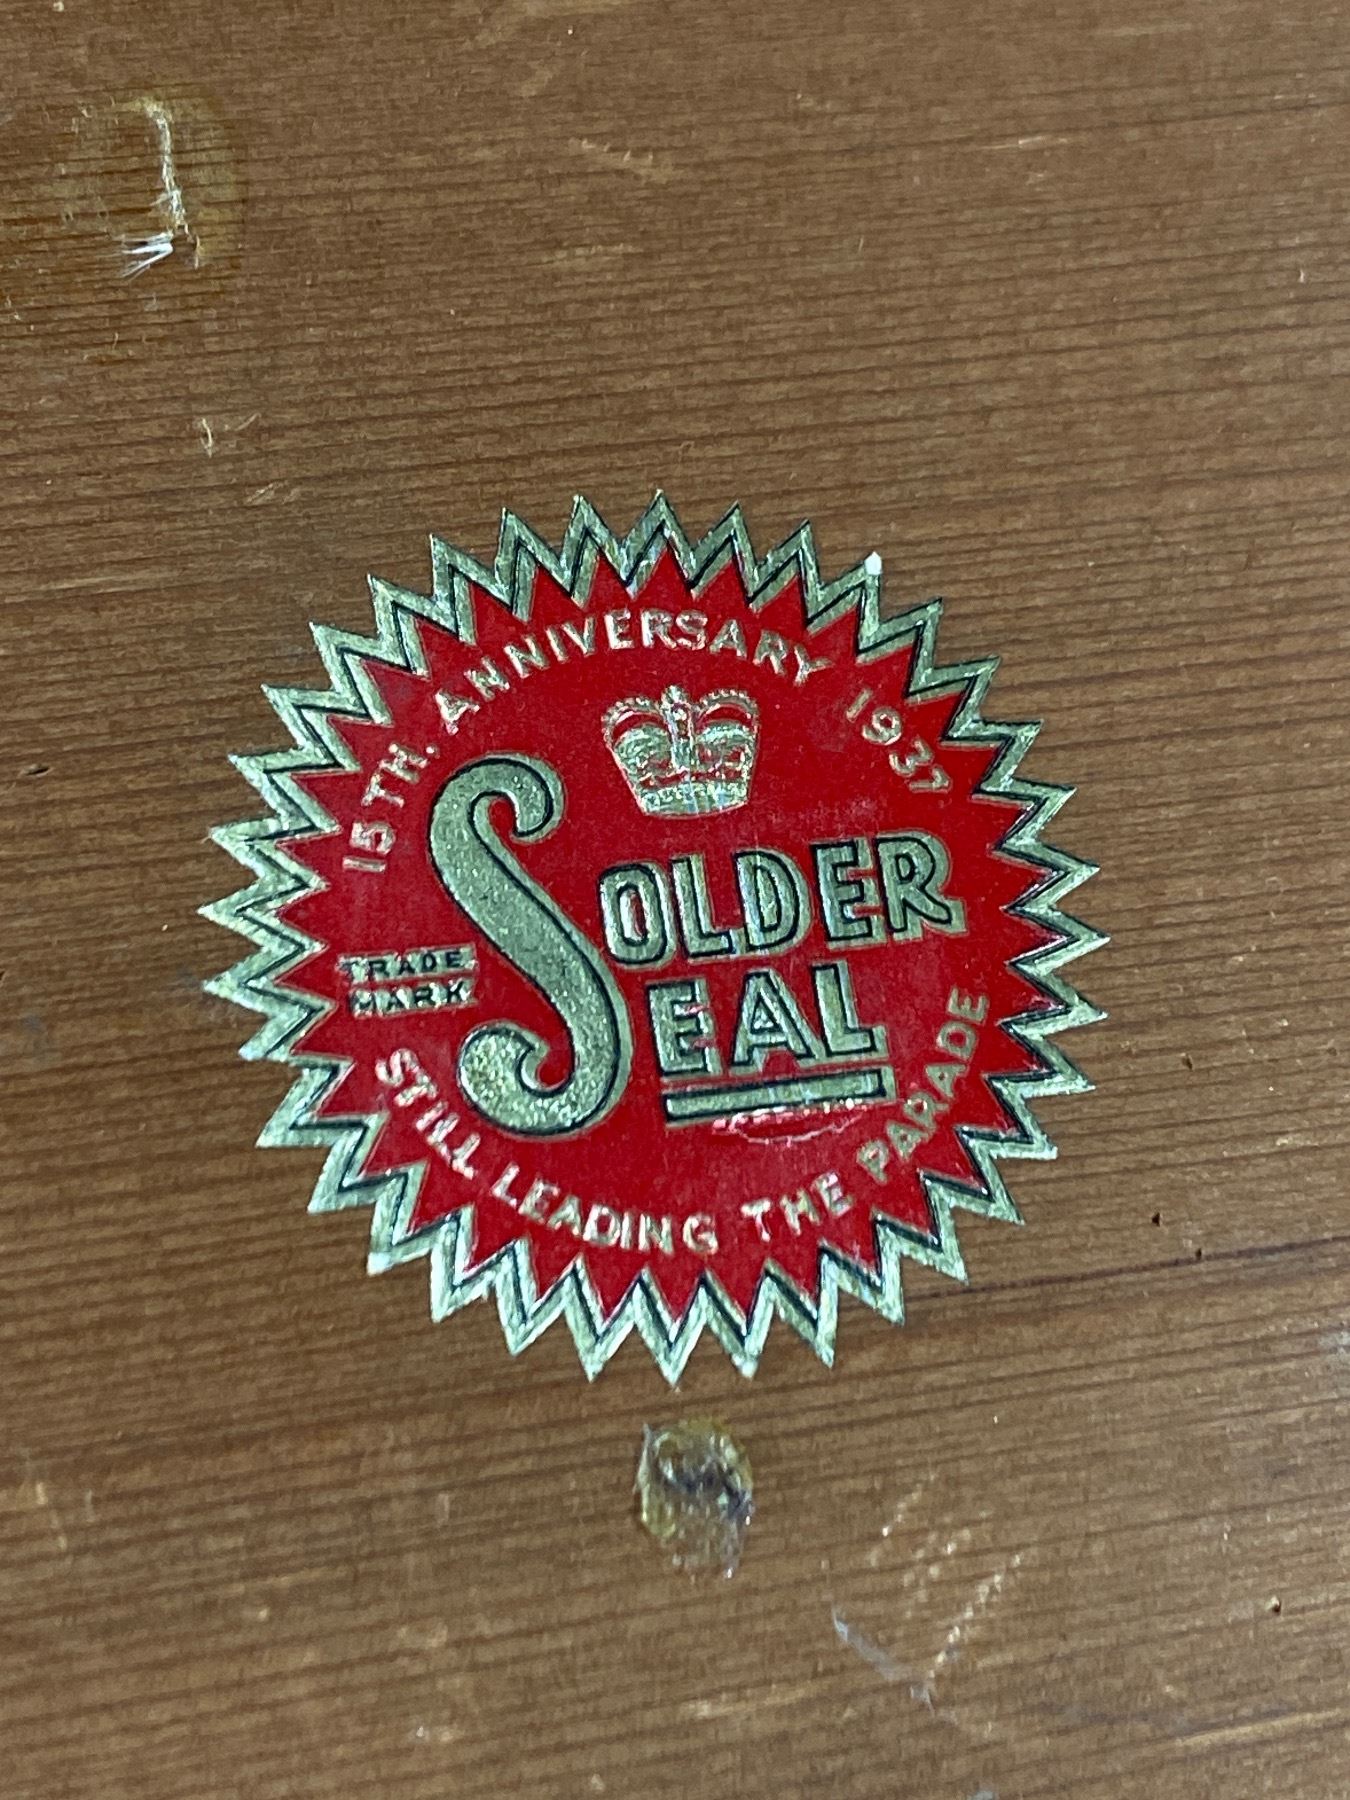 15TH. ANNIVERSARY 1937
SOLDER
SEAL
TRADE
MARK
STILL LEADING THE PARADE